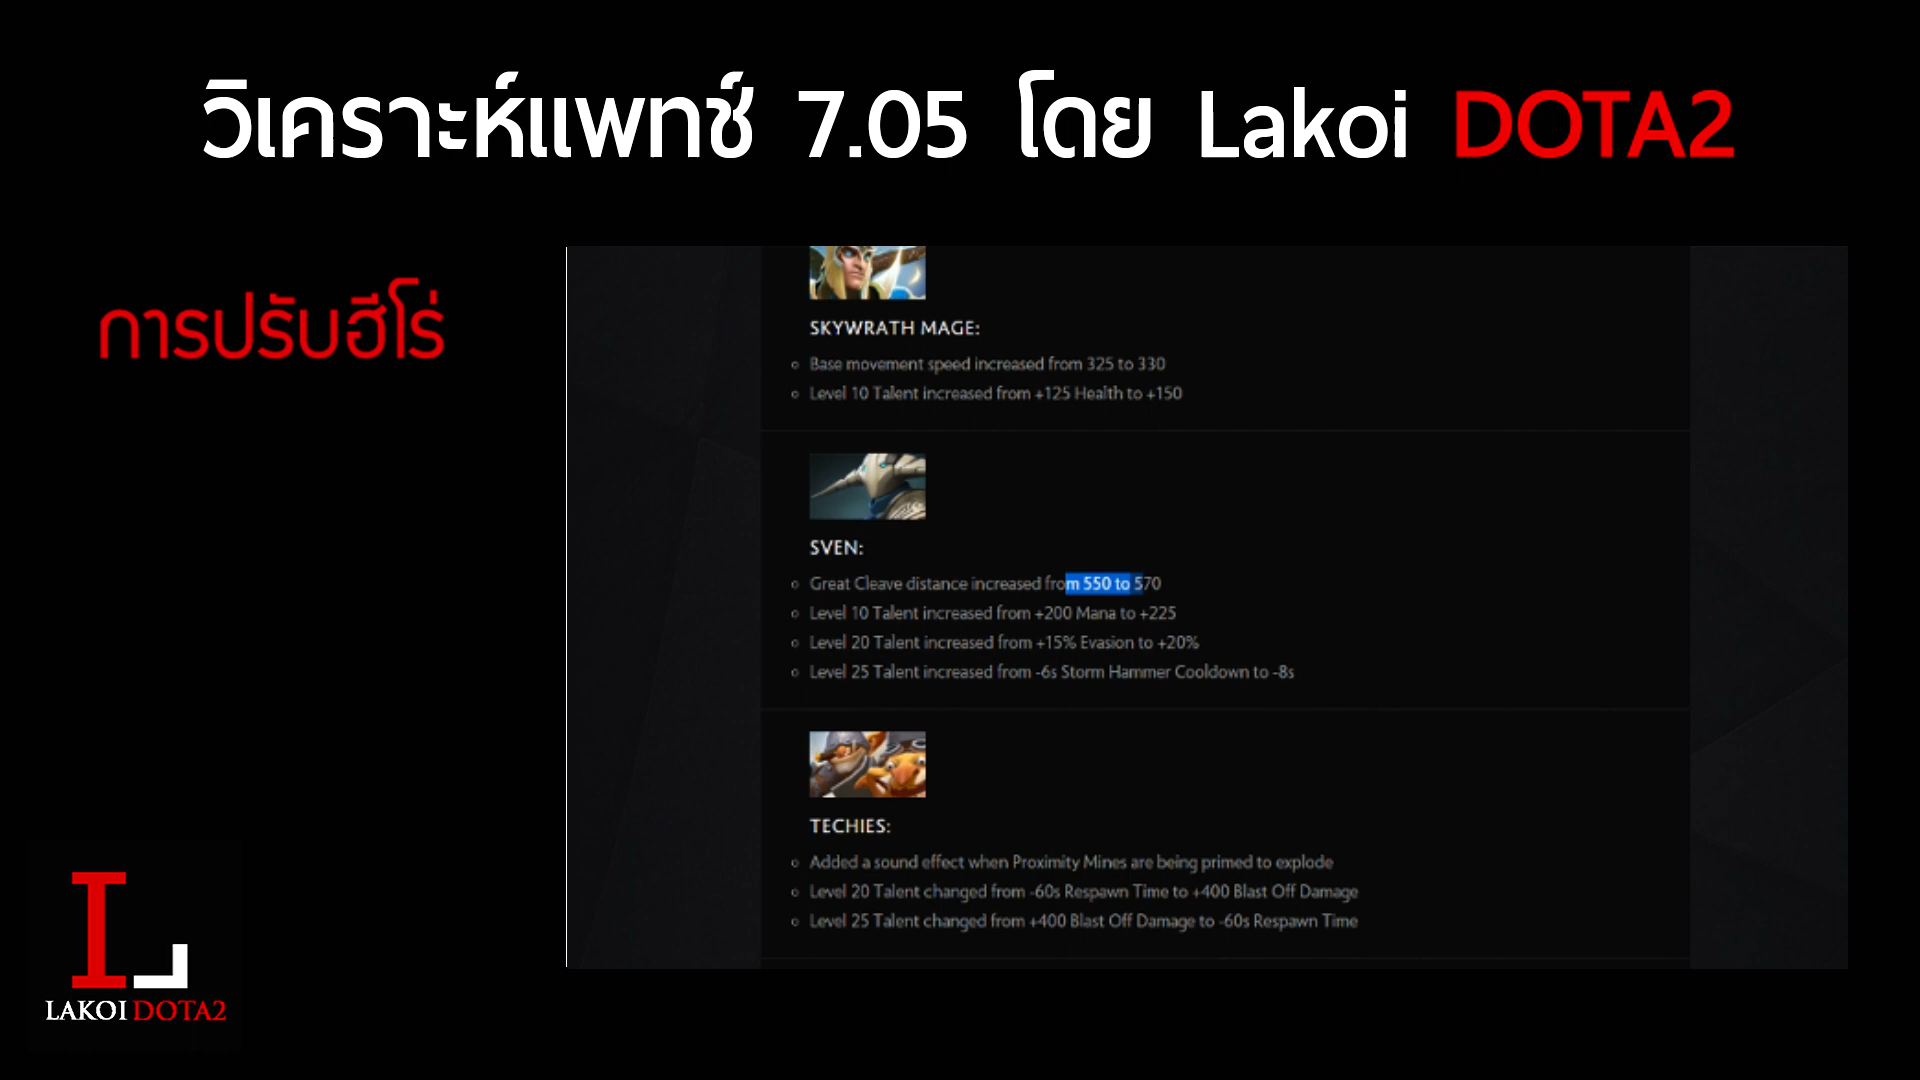 วิเคราะห์แพทช์ 7.05 โดย Lakoi DOTA2
การปรับฮีโร่
SKYWRATH MAGE:
Base movement speed increased from 325 to 330
Level 10 Talent increased from +125 Health to +150
SVEN:
Great Cleave distance increased from 550 to 570
Level 10 Talent increased from +200 Mana to +225
Level 20 Talent increased from +15% Evasion to +20%
Level 25 Talent increased from -6s Storm Hammer Cooldown to -8s
TECHIES:
Added a sound effect when Proximity Mines are being primed to explode
Level 20 Talent changed from -60s Respawn Time to +400 Blast Off Damage
Level 25 Talent changed from +400 Blast Off Damage to -60s Respawn Time
L
LAKOI DOTA2